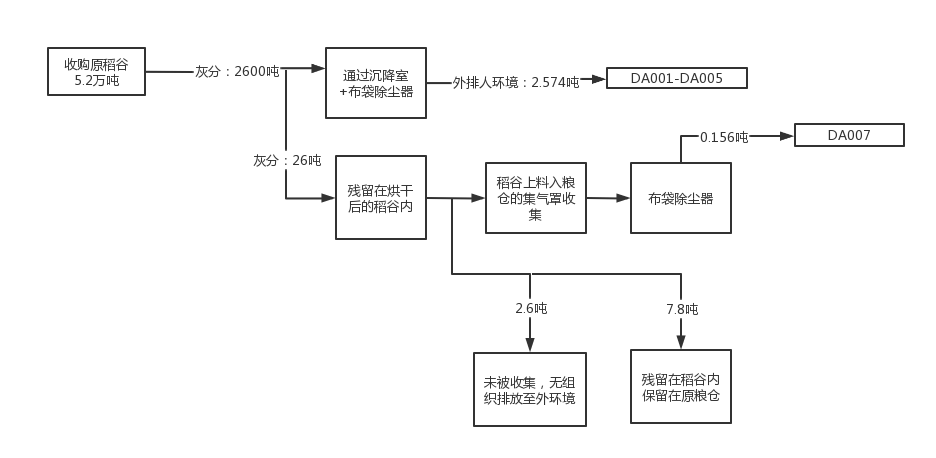 收购原稻谷
5.2万吨
灰分：2600吨
通过沉降室
+布袋除尘器
外排人环境：2.574吨
DA001-DA005
灰分：26吨
残留在烘干
后的稻谷内
稻谷上料入粮
仓的集气罩收
集
布袋除尘器
0.156吨
DA007
2.6吨
7.8吨
未被收集，无组
织排放至外环境
残留在稻谷内
保留在原粮仓